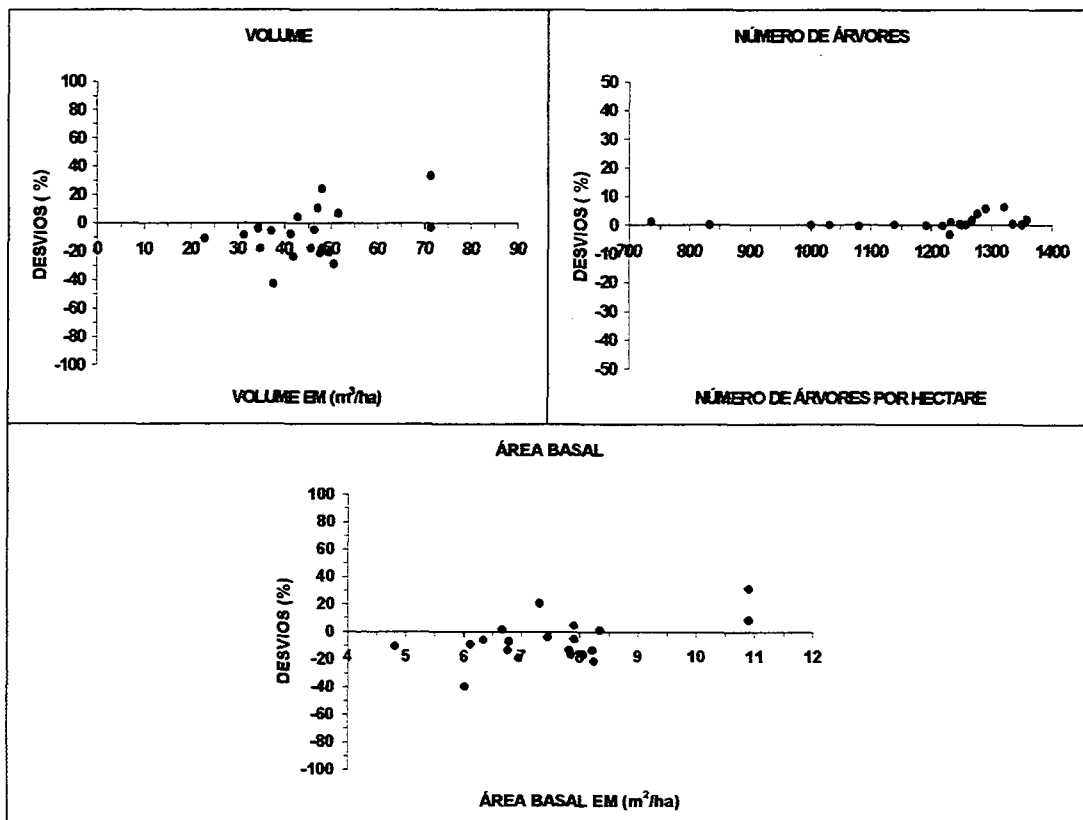 VOLUME
100
80
60
40
20
0
-20
-40
-60
-80
-100
0 10 20 30 40 50 60 70 80 90
DESVIOS ( %)
VOLUME EM (m³/ha)
NÚMERO DE ÁRVORES
50
40
30
20
10
0
-10
-20
-30
-40
-50
700 800 900 1000 1100 1200 1300 1400
DESVIOS (%)
NÚMERO DE ÁRVORES POR HECTARE
ÁREA BASAL
100
80
60
40
20
0
-20
-40
-60
-80
-100
4 5 6 7 8 9 10 11 12
DESVIOS (%)
ÁREA BASAL EM (m²/ha)